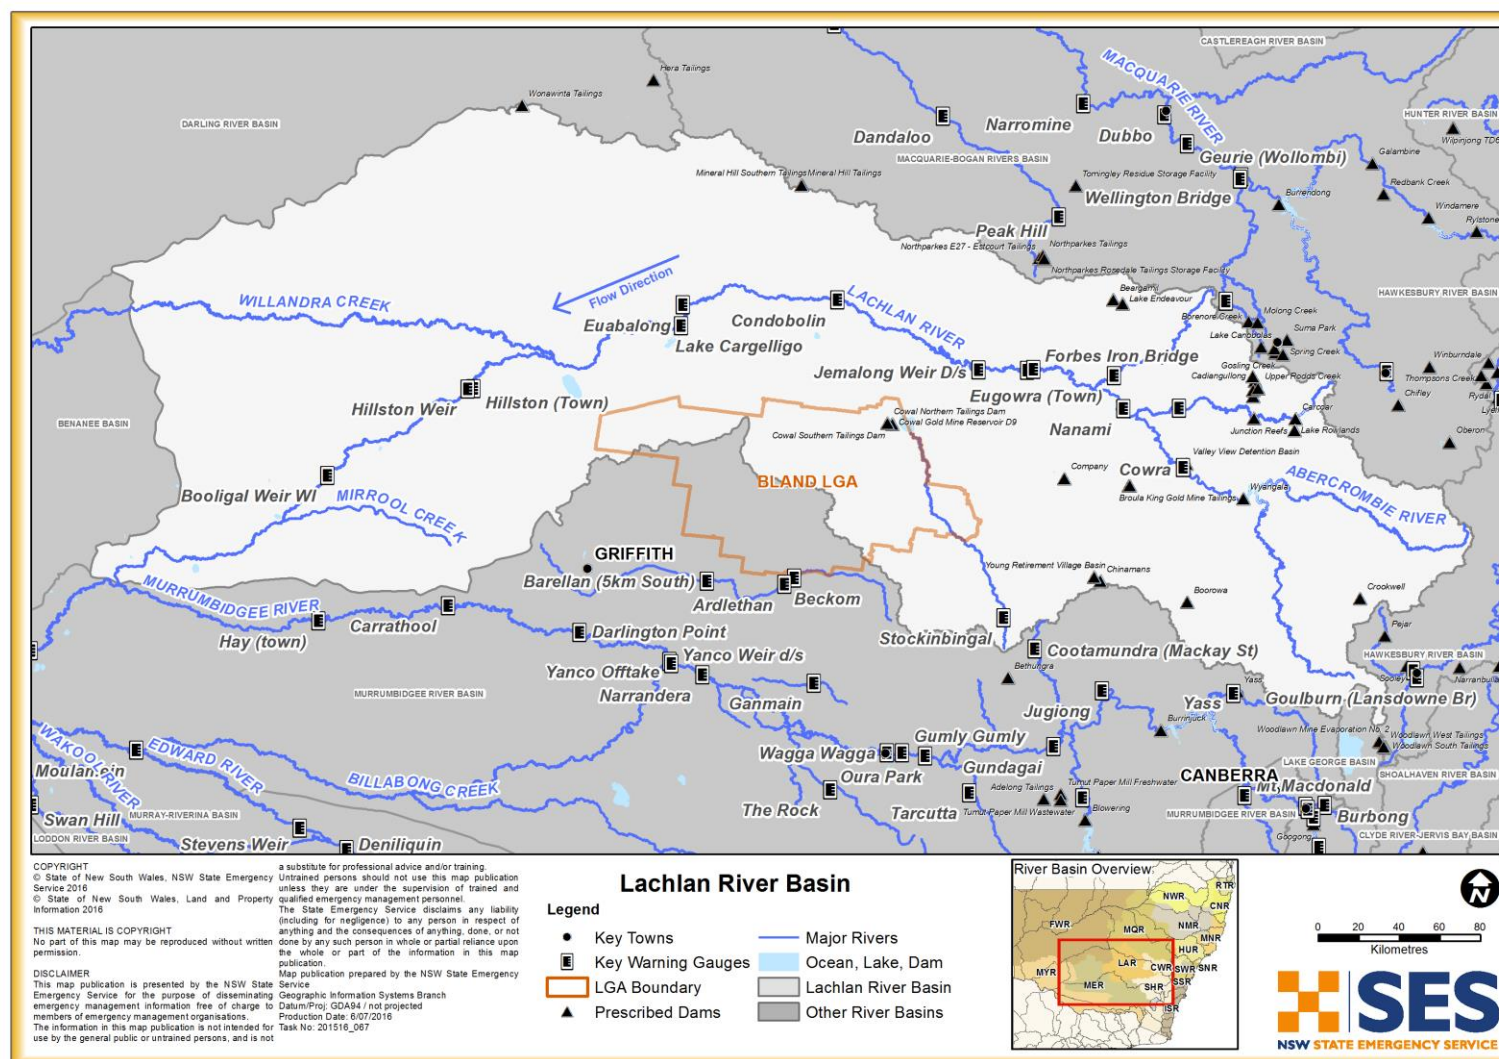 CASTLEREAGH RIVER BASIN
MACQUARIE RIVER
Hera Tailings
Wonawinta Tailings
DARLING RIVER BASIN
HUNTER RIVER BASIN
Narromine
Dubbo
Dandaloo
Wilpinjong TD6
MACQUARIE-BOGAN RIVERS BASIN
Geurie (Wollombi)
Galambine
Mineral Hill Southern Tailings
Mineral Hill Tailings
Tomingley Residue Storage Facility
Redbank Creek
Wellington Bridge
Burrendong
Windamere
Rylstone
Peak Hill
Northparkes E27 - Estcourt Tailings
Northparkes Tailings
Northparkes Rosedale Tailings Storage Facility
Flow Direction
WILLANDRA CREEK
LACHLAN RIVER
Beargamil
Lake Endeavour
HAWKESBURY RIVER BASIN
Borenore Creek
Molong Creek
Euabalong
Condobolin
Lake Canobolas
Suma Park
Lake Cargelligo
Spring Creek
Forbes Iron Bridge
Winburndale
Jemalong Weir D/s
Gosling Creek
Cadiangullong
Upper Rodds Creek
Thompsons Creek
Eugowra (Town)
Chifley
Rydal
Hillston Weir
Hillston (Town)
BENANEE BASIN
Cowal Northern Tailings Dam
Cowal Gold Mine Reservoir D9
Cowal Southern Tailings Dam
Nanami
Carcoar
Junction Reefs
Lake Rowlands
Oberon
Valley View Detention Basin
Company
Cowra
BLAND LGA
Booligal Weir WI
MIRROOL CREEK
Broula King Gold Mine Tailings
Wyangala
ABERCROMBIE RIVER
GRIFFITH
Barellan (5km South)
Young Retirement Village Basin
Chinamans
MURRUMBIDGEE RIVER
Ardlethan
Beckom
Boorowa
Crookwell
Hay (town)
Carrathool
Darlington Point
Stockinbingal
Pejar
Yanco Weir d/s
Cootamundra (Mackay St)
HAWKESBURY RIVER BASIN
Yanco Offtake
Bethungra
Yass
Sooley
Narrandera
MURRUMBIDGEE RIVER BASIN
Ganmain
Jugiong
Yass
Goulburn (Lansdowne Br)
Burrinjuck
Woodlawn Mine Evaporation No. 2
Woodlawn West Tailings
Woodlawn South Tailings
WAKOOL RIVER
EDWARD RIVER
Wagga Wagga
Gumly Gumly
Gundagai
LAKE GEORGE BASIN
SHOALHAVEN RIVER BASIN
BILLABONG CREEK
Oura Park
CANBERRA
Adelong Tailings
Tumut Paper Mill Freshwater
Mt Macdonald
The Rock
Tarcutta
Tumut Paper Mill Wastewater
Blowering
MURRUMBIDGEE RIVER BASIN
Burbong
Swan Hill
MURRAY-RIVERINA BASIN
LODDON RIVER BASIN
Stevens Weir
Deniliquin
CLYDE RIVER-JERVIS BAY BASIN
COPYRIGHT
© State of New South Wales, NSW State Emergency
Service 2016
© State of New South Wales, Land and Property
Information 2016
THIS MATERIAL IS COPYRIGHT
No part of this map may be reproduced without written
permission.
DISCLAIMER
This map publication is presented by the NSW State
Emergency Service for the purpose of disseminating
emergency management information free of charge to
members of emergency management organisations.
The information in this map publication is not intended for
use by the general public or untrained persons, and is not
a substitute for professional advice and/or training.
Untrained persons should not use this map publication
unless they are under the supervision of trained and
qualified emergency management personnel.
The State Emergency Service disclaims any liability
(including for negligence) to any person in respect of
anything and the consequences of anything, done, or not
done by any such person in whole or partial reliance upon
the whole or part of the information in this map
publication.
Map publication prepared by the NSW State Emergency
Service
Geographic Information Systems Branch
Datum/Proj: GDA94 / not projected
Production Date: 6/07/2016
Task No: 201516_067
Lachlan River Basin
Legend
Key Towns
Key Warning Gauges
LGA Boundary
Prescribed Dams
Major Rivers
Ocean, Lake, Dam
Lachlan River Basin
Other River Basins
River Basin Overview
RTR
NWR
CNR
FWR
MQR
NMR
MNR
HUR
LAR
MYR
CWR
SWR
SNR
MER
SHR
SSR
ISR
0 20 40 60 80
Kilometres
SES
NSW STATE EMERGENCY SERVICE